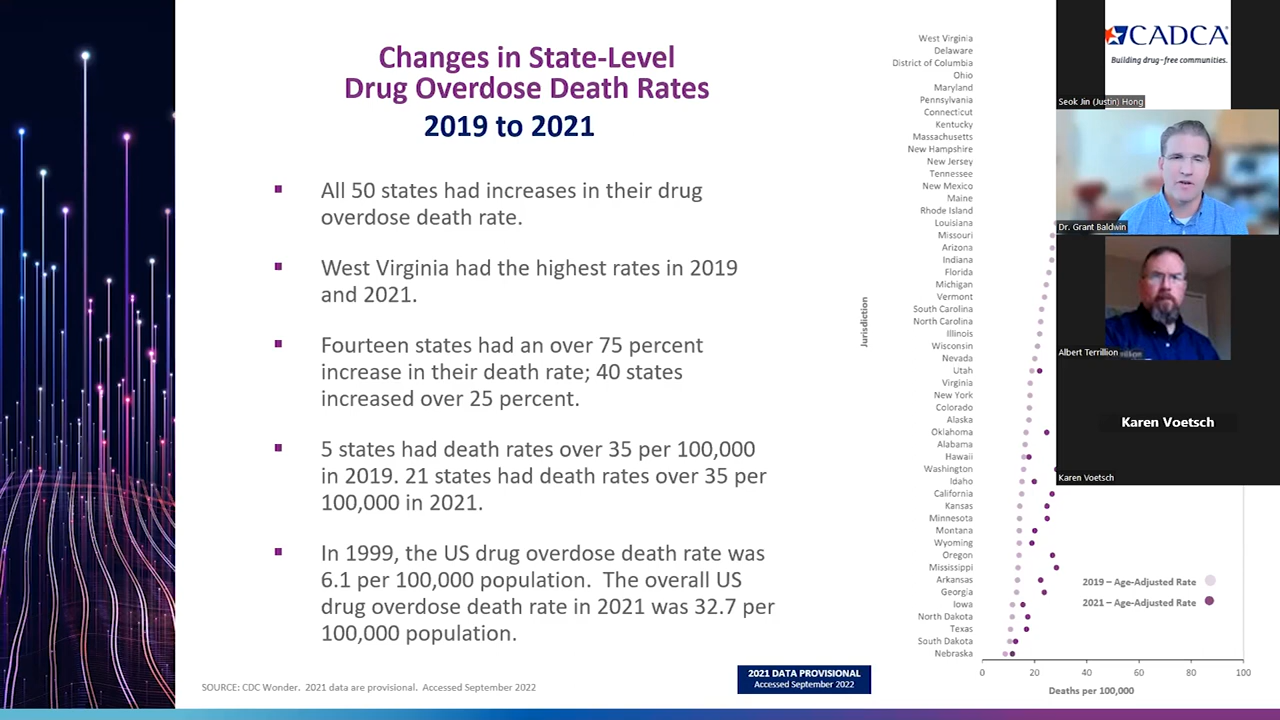 Changes in State-Level
Drug Overdose Death Rates
2019 to 2021
▪ All 50 states had increases in their drug
overdose death rate.
▪ West Virginia had the highest rates in 2019
and 2021.
▪ Fourteen states had an over 75 percent
increase in their death rate; 40 states
increased over 25 percent.
▪ 5 states had death rates over 35 per 100,000
in 2019. 21 states had death rates over 35 per
100,000 in 2021.
▪ In 1999, the US drug overdose death rate was
6.1 per 100,000 population. The overall US
drug overdose death rate in 2021 was 32.7 per
100,000 population.
SOURCE: CDC Wonder. 2021 data are provisional. Accessed September 2022
2021 DATA PROVISIONAL
Accessed September 2022
Jurisdiction
West Virginia
Delaware
District of Columbia
Ohio
Maryland
Pennsylvania
Connecticut
Kentucky
Massachusetts
New Hampshire
New Jersey
Tennessee
New Mexico
Maine
Rhode Island
Louisiana
Missouri
Arizona
Indiana
Florida
Michigan
Vermont
South Carolina
North Carolina
Illinois
Wisconsin
Nevada
Utah
Virginia
New York
Colorado
Alaska
Oklahoma
Alabama
Hawaii
Washington
Idaho
California
Kansas
Minnesota
Montana
Wyoming
Oregon
Mississippi
Arkansas
Georgia
Iowa
North Dakota
Texas
South Dakota
Nebraska
2019 – Age-Adjusted Rate
2021 – Age-Adjusted Rate
0 20 40 60 80 100
Deaths per 100,000
CADCA
Building drug-free communities.
Seok Jin (Justin) Hong
Dr. Grant Baldwin
Albert Terrillion
Karen Voetsch
Karen Voetsch